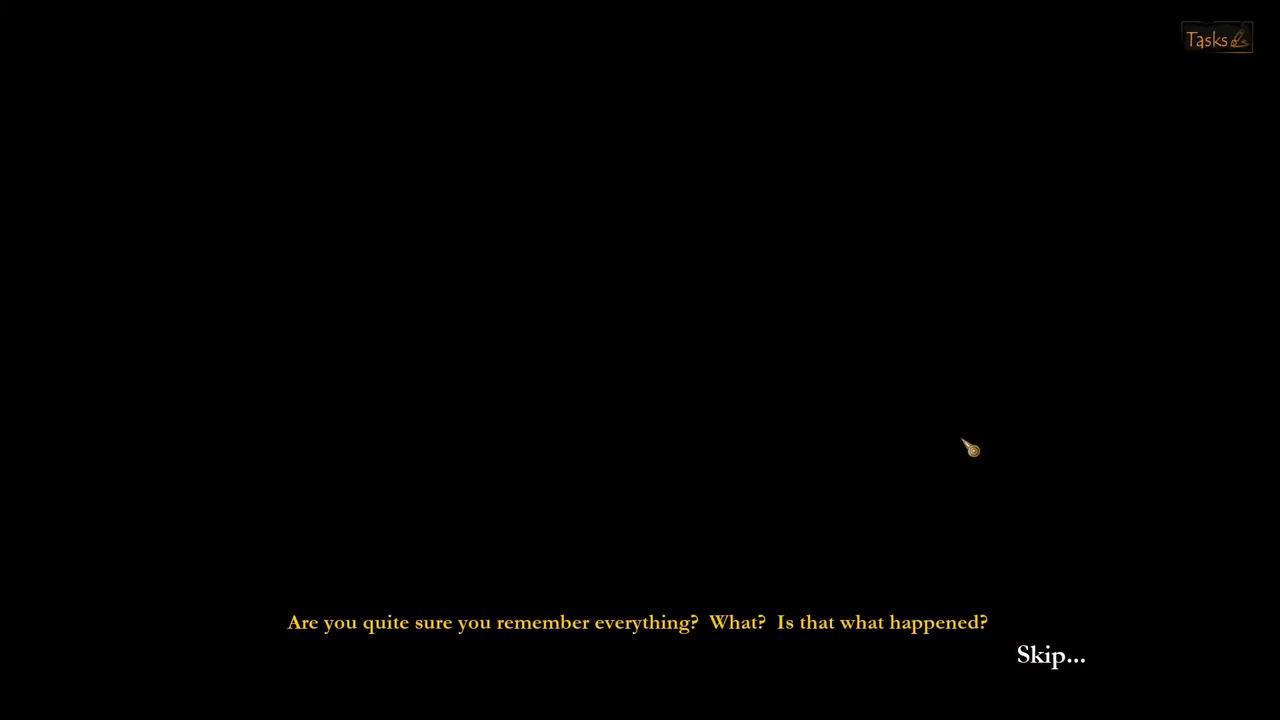 Tasks
Are you quite sure you remember everything?  What?  Is that what happened?
Skip...